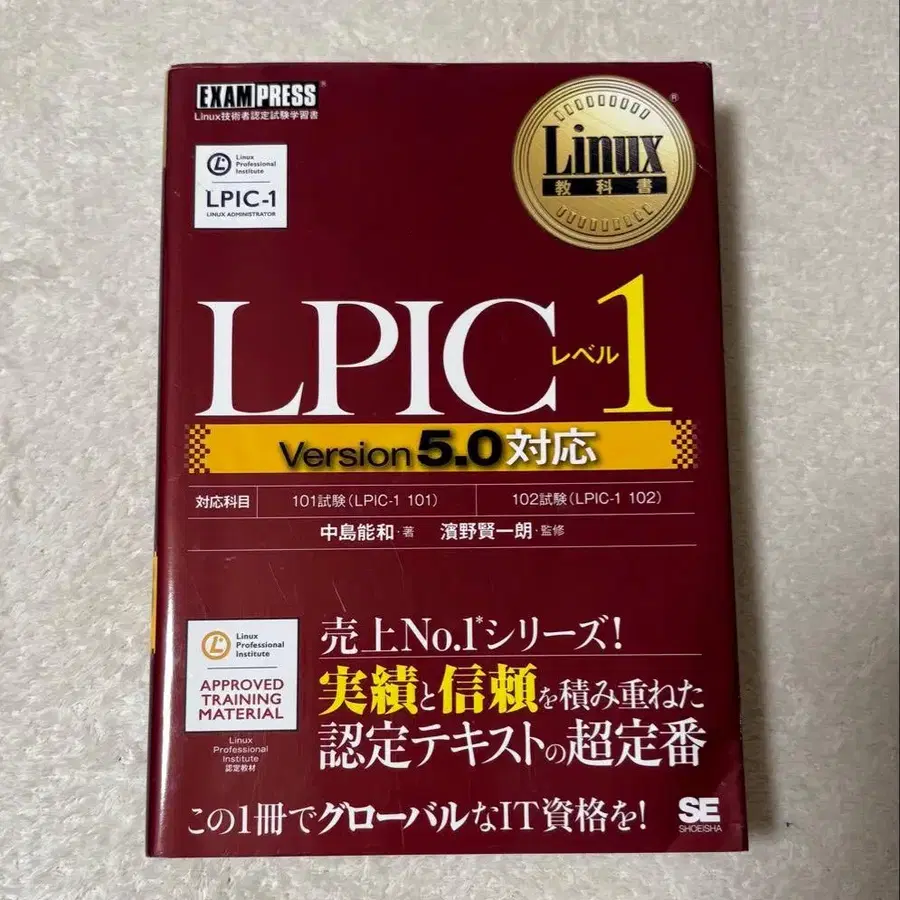 EXAMPRESS®
Linux技術者認定試験学習書
Linux
Professional
Institute
LPIC-1
LINUX ADMINISTRATOR
Linux
教科書
®
LPIC レベル 1
Version 5.0 対応
対応科目 101試験(LPIC-1 101) 102試験(LPIC-1 102)
中島能和・著 濱野賢一朗・監修
Linux
Professional
Institute
APPROVED
TRAINING
MATERIAL
Linux
Professional
Institute
認定教材
売上No.1*シリーズ!
実績と信頼を積み重ねた
認定テキストの超定番
この1冊でグローバルなIT資格を!
SE
SHOEISHA